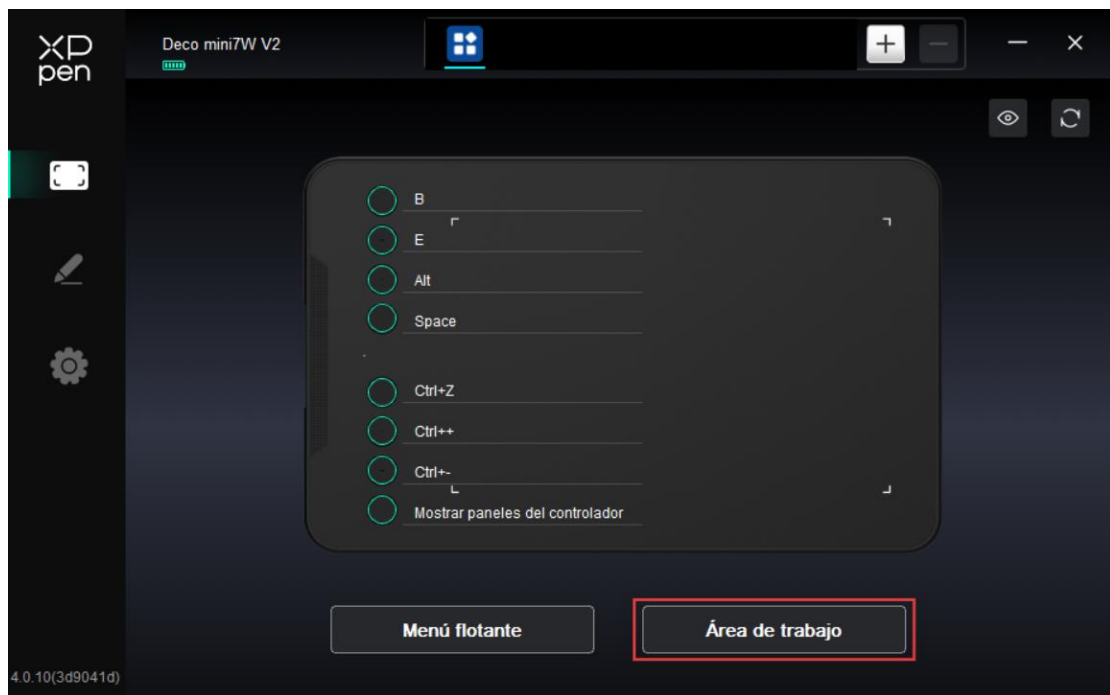 XP
pen
Deco mini7W V2
B
E
Alt
Space
Ctrl+Z
Ctrl++
Ctrl+-
Mostrar paneles del controlador
Menú flotante
Área de trabajo
4.0.10(3d9041d)